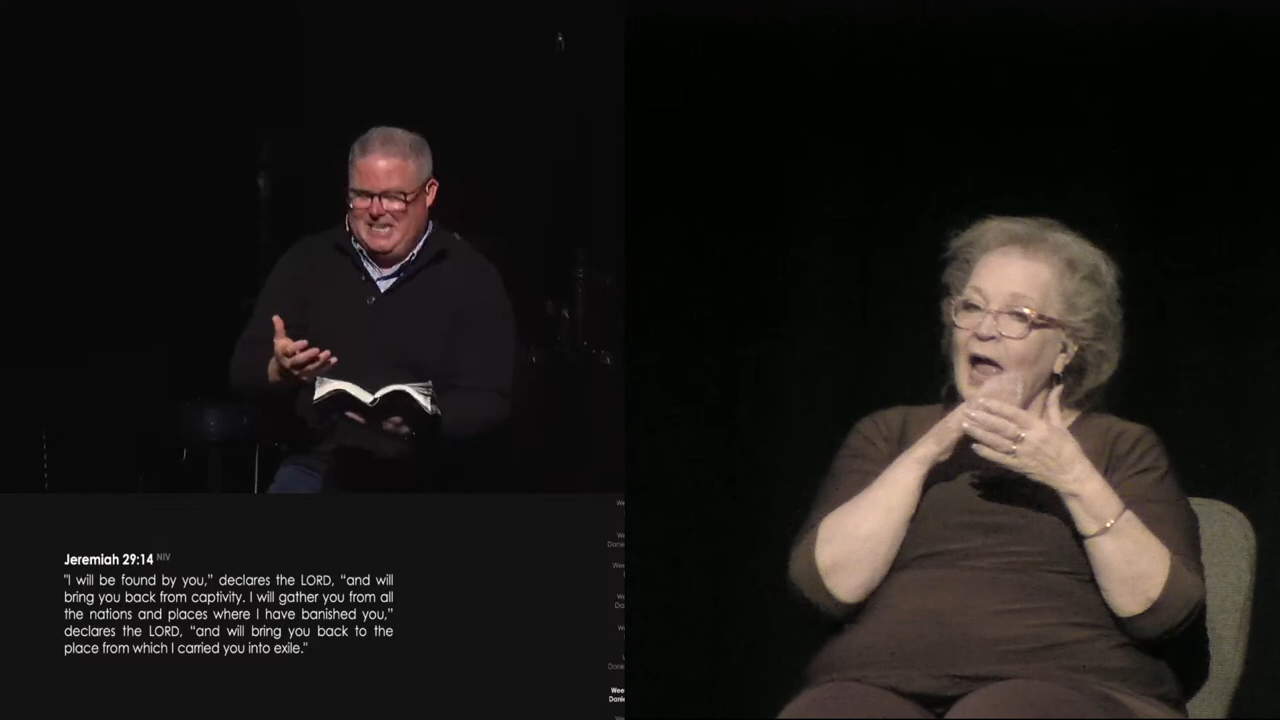 Jeremiah 29:14 NIV
"I will be found by you,” declares the LORD, “and will
bring you back from captivity. I will gather you from all
the nations and places where I have banished you,”
declares the LORD, “and will bring you back to the
place from which I carried you into exile."